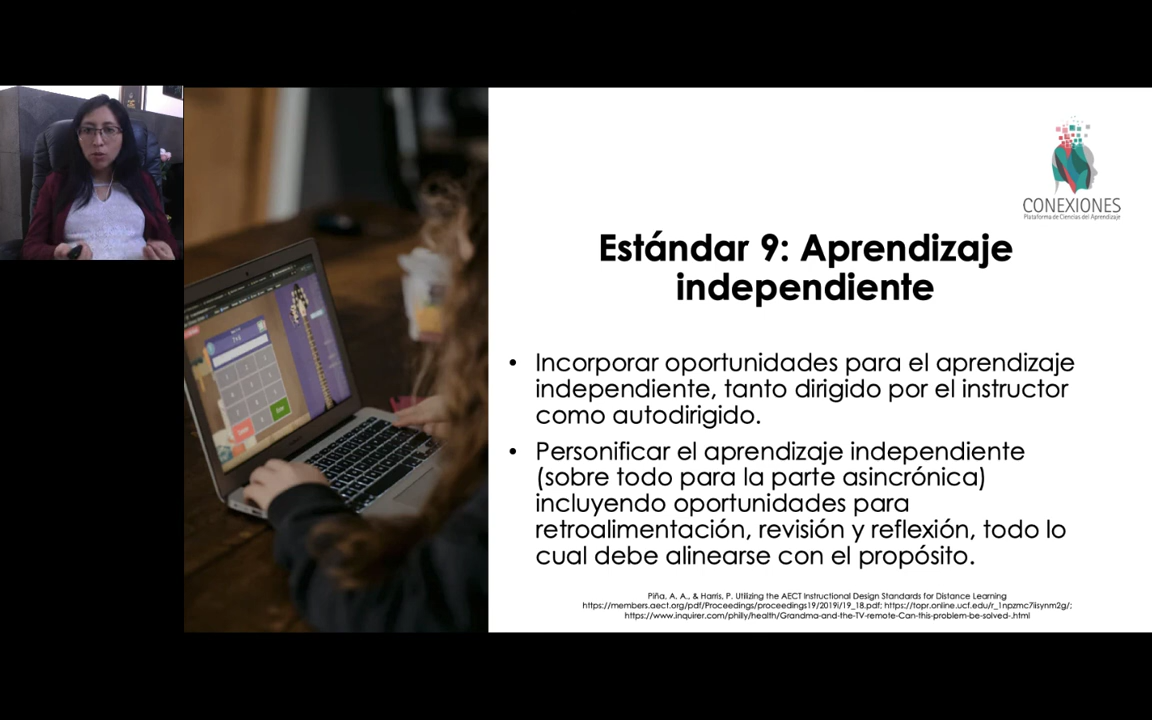 CONEXIONES
Plataforma de Ciencias del Aprendizaje
Estándar 9: Aprendizaje
independiente
• Incorporar oportunidades para el aprendizaje
independiente, tanto dirigido por el instructor
como autodirigido.
• Personificar el aprendizaje independiente
(sobre todo para la parte asincrónica)
incluyendo oportunidades para
retroalimentación, revisión y reflexión, todo lo
cual debe alinearse con el propósito.
Piña, A. A., & Harris, P. Utilizing the AECT Instructional Design Standards for Distance Learning
https://members.aect.org/pdf/Proceedings/proceedings19/2019i/19_18.pdf; https://topr.online.ucf.edu/r_1npzmc7iisynm2g/;
https://www.inquirer.com/philly/health/Grandma-and-the-TV-remote-Can-this-problem-be-solved-.html